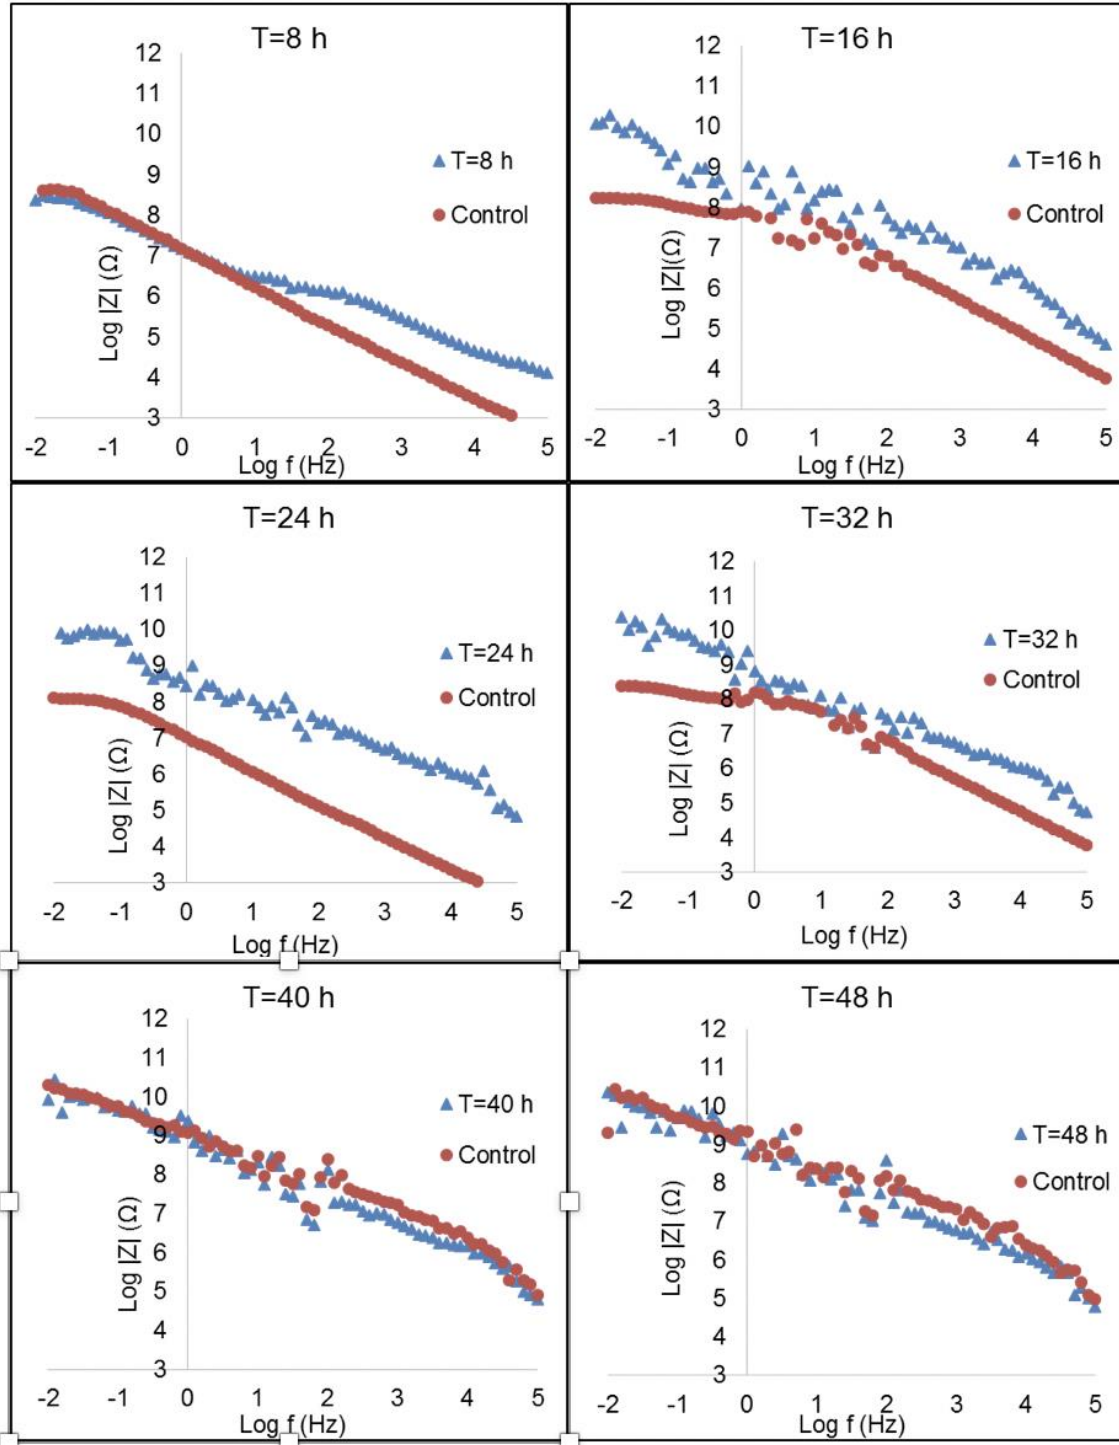 T=8 h
12
11
10
9
8
7
6
5
4
3
Log |Z| (Ω)
-2 -1 0 1 2 3 4 5
Log f (Hz)
T=8 h
Control
T=16 h
12
11
10
9
8
7
6
5
4
3
Log |Z|(Ω)
-2 -1 0 1 2 3 4 5
Log f (Hz)
T=16 h
Control
T=24 h
12
11
10
9
8
7
6
5
4
3
Log |Z| (Ω)
-2 -1 0 1 2 3 4 5
Log f (Hz)
T=24 h
Control
T=32 h
12
11
10
9
8
7
6
5
4
3
Log |Z| (Ω)
-2 -1 0 1 2 3 4 5
Log f (Hz)
T=32 h
Control
T=40 h
12
11
10
9
8
7
6
5
4
3
Log |Z| (Ω)
-2 -1 0 1 2 3 4 5
Log f (Hz)
T=40 h
Control
T=48 h
12
11
10
9
8
7
6
5
4
3
Log |Z| (Ω)
-2 -1 0 1 2 3 4 5
Log f (Hz)
T=48 h
Control